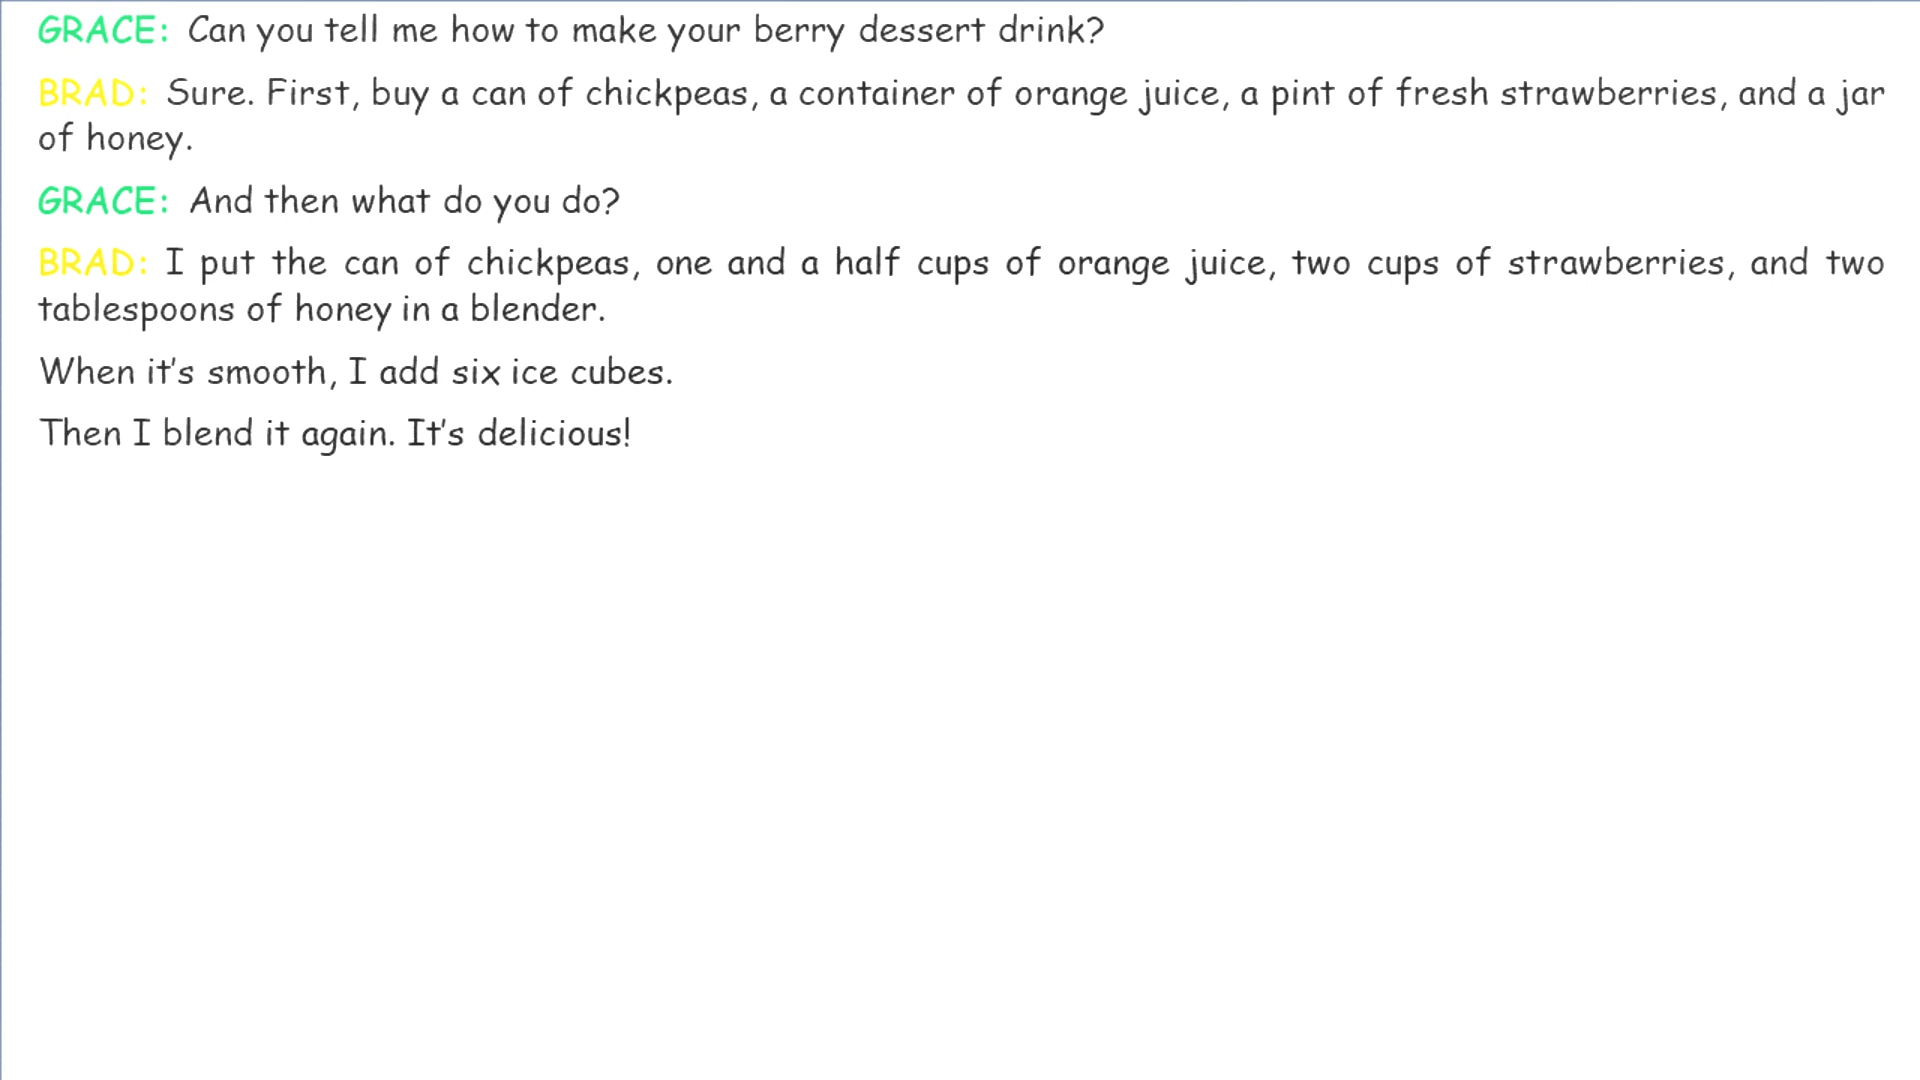 GRACE: Can you tell me how to make your berry dessert drink?
BRAD: Sure. First, buy a can of chickpeas, a container of orange juice, a pint of fresh strawberries, and a jar
of honey.
GRACE: And then what do you do?
BRAD: I put the can of chickpeas, one and a half cups of orange juice, two cups of strawberries, and two
tablespoons of honey in a blender.
When it's smooth, I add six ice cubes.
Then I blend it again. It's delicious!